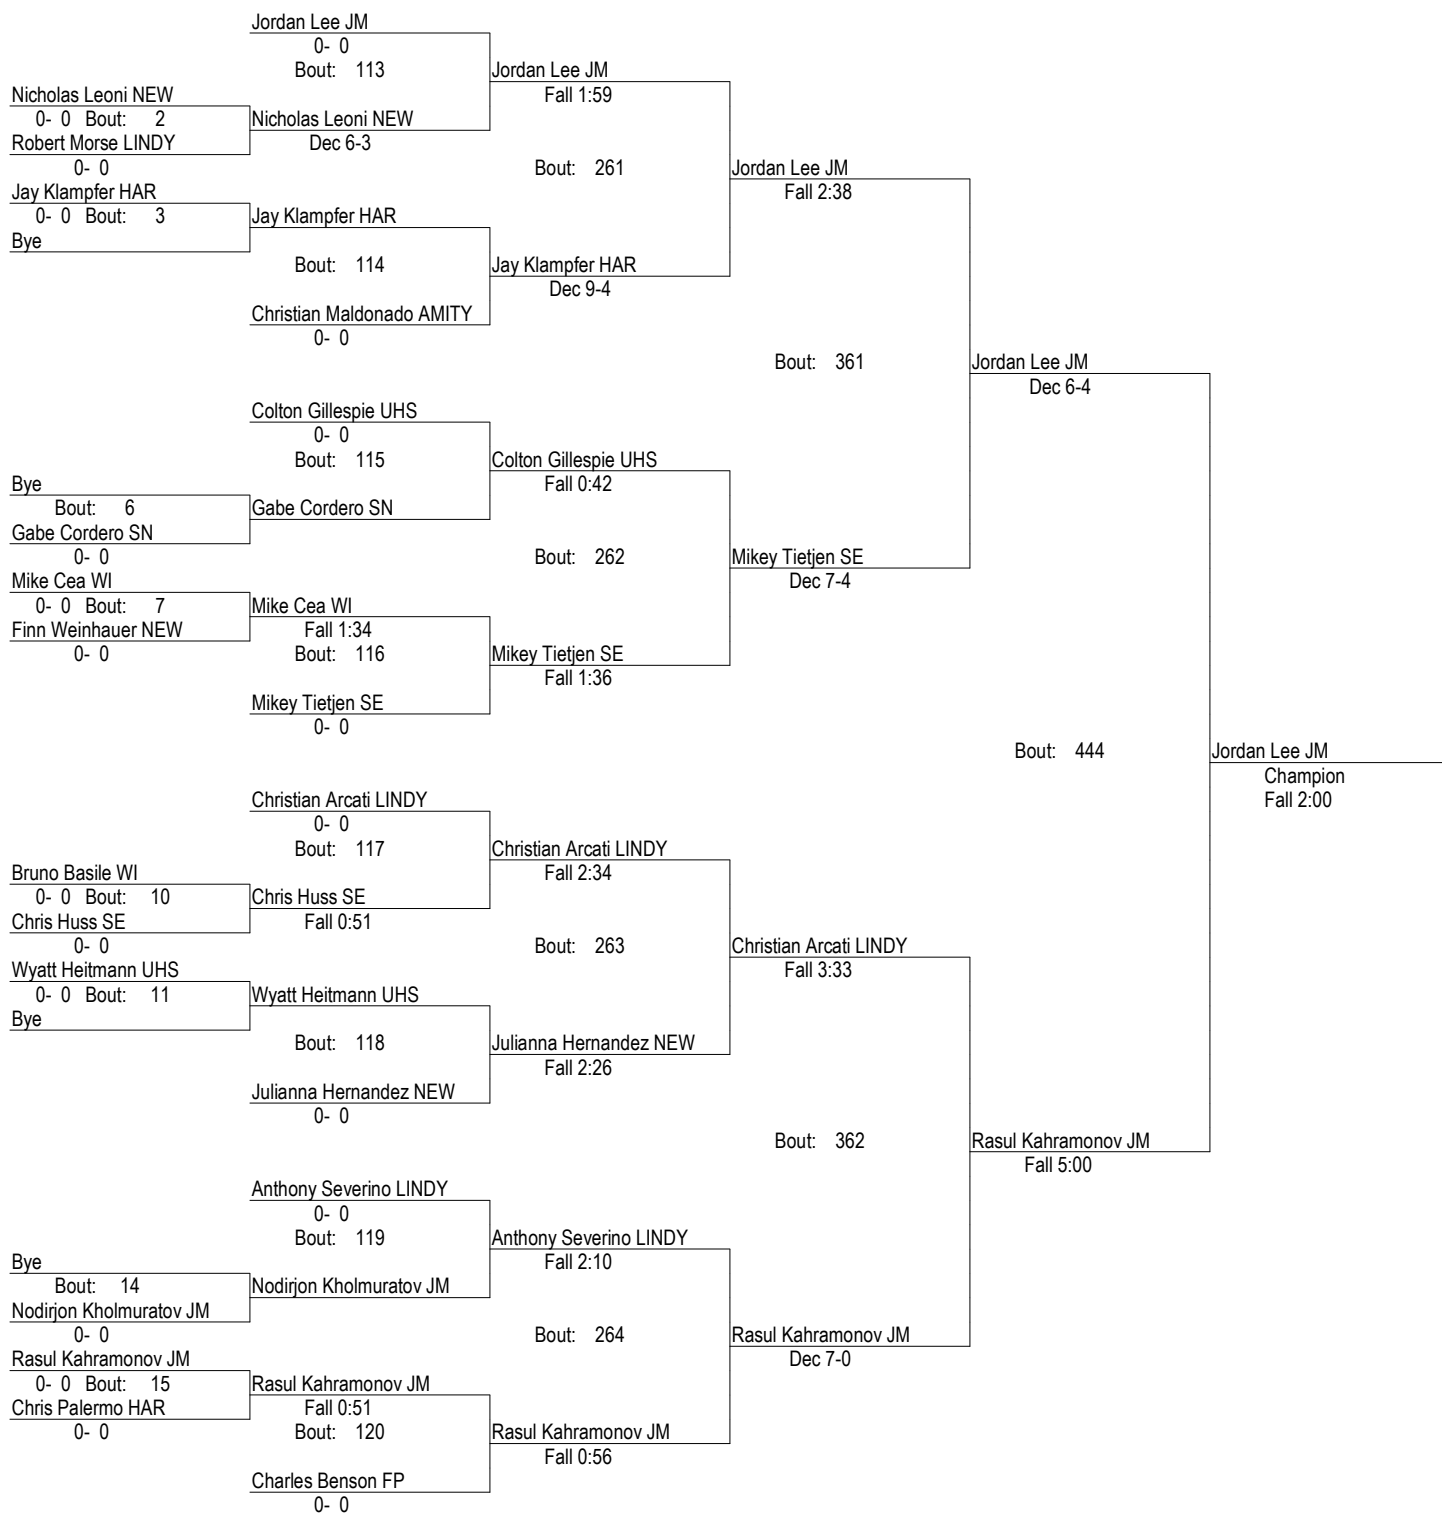 Jordan Lee JM
0- 0
Bout: 113
Jordan Lee JM
Fall 1:59
Nicholas Leoni NEW
0- 0 Bout: 2
Nicholas Leoni NEW
Dec 6-3
Robert Morse LINDY
0- 0
Bout: 261
Jordan Lee JM
Fall 2:38
Jay Klampfer HAR
0- 0 Bout: 3
Jay Klampfer HAR
Bye
Bout: 114
Jay Klampfer HAR
Dec 9-4
Christian Maldonado AMITY
0- 0
Bout: 361
Jordan Lee JM
Dec 6-4
Colton Gillespie UHS
0- 0
Bout: 115
Colton Gillespie UHS
Fall 0:42
Bye
Bout: 6
Gabe Cordero SN
Gabe Cordero SN
0- 0
Bout: 262
Mikey Tietjen SE
Dec 7-4
Mike Cea WI
0- 0 Bout: 7
Mike Cea WI
Fall 1:34
Finn Weinhauer NEW
0- 0
Bout: 116
Mikey Tietjen SE
Fall 1:36
Mikey Tietjen SE
0- 0
Bout: 444
Jordan Lee JM
Champion
Fall 2:00
Christian Arcati LINDY
0- 0
Bout: 117
Christian Arcati LINDY
Fall 2:34
Bruno Basile WI
0- 0 Bout: 10
Chris Huss SE
Fall 0:51
Chris Huss SE
0- 0
Bout: 263
Christian Arcati LINDY
Fall 3:33
Wyatt Heitmann UHS
0- 0 Bout: 11
Wyatt Heitmann UHS
Bye
Bout: 118
Julianna Hernandez NEW
Fall 2:26
Julianna Hernandez NEW
0- 0
Bout: 362
Rasul Kahramonov JM
Fall 5:00
Anthony Severino LINDY
0- 0
Bout: 119
Anthony Severino LINDY
Fall 2:10
Bye
Bout: 14
Nodirjon Kholmuratov JM
Nodirjon Kholmuratov JM
0- 0
Bout: 264
Rasul Kahramonov JM
Dec 7-0
Rasul Kahramonov JM
0- 0 Bout: 15
Rasul Kahramonov JM
Fall 0:51
Chris Palermo HAR
0- 0
Bout: 120
Rasul Kahramonov JM
Fall 0:56
Charles Benson FP
0- 0